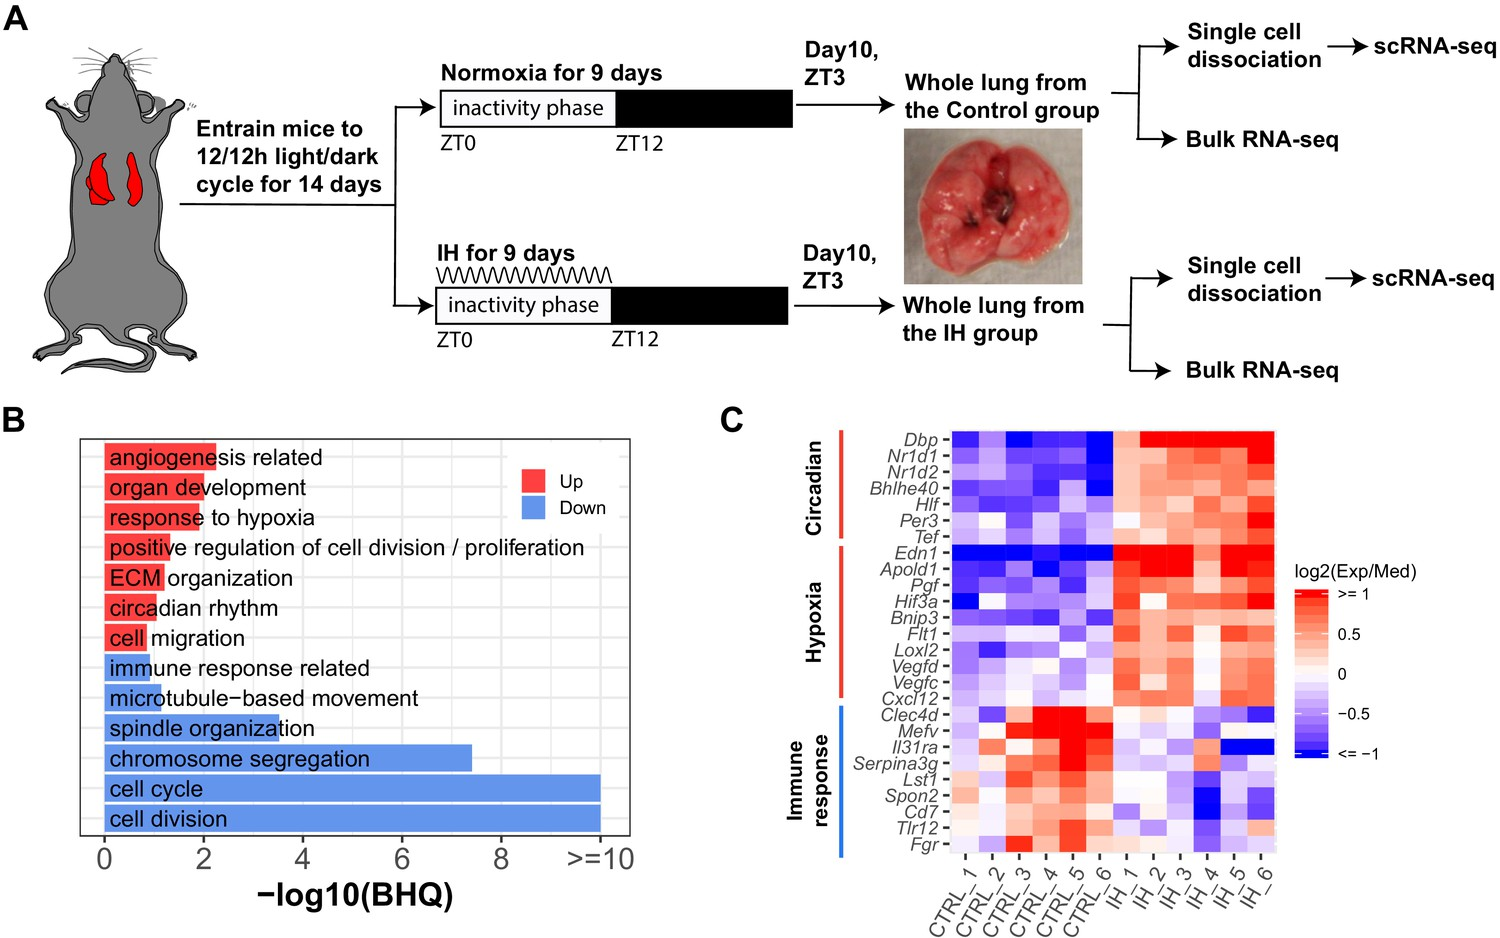 A
Entrain mice to
12/12h light/dark
cycle for 14 days
Normoxia for 9 days
inactivity phase
ZT0
ZT12
Day10,
ZT3
Whole lung from
the Control group
Single cell
dissociation
scRNA-seq
Bulk RNA-seq
IH for 9 days
inactivity phase
ZT0
ZT12
Day10,
ZT3
Whole lung from
the IH group
Single cell
dissociation
scRNA-seq
Bulk RNA-seq
B
angiogenesis related
organ development
response to hypoxia
positive regulation of cell division / proliferation
ECM organization
circadian rhythm
cell migration
immune response related
microtubule−based movement
spindle organization
chromosome segregation
cell cycle
cell division
Up
Down
0
2
4
6
8
>=10
−log10(BHQ)
C
Circadian
Hypoxia
Immune
response
Dbp
Nr1d1
Nr1d2
Bhlhe40
Hlf
Per3
Tef
Edn1
Apold1
Pgf
Hif3a
Bnip3
Flt1
Loxl2
Vegfd
Vegfc
Cxcl12
Clec4d
Mefv
Il31ra
Serpina3g
Lst1
Spon2
Cd7
Tlr12
Fgr
CTRL_1
CTRL_2
CTRL_3
CTRL_4
CTRL_5
CTRL_6
IH_1
IH_2
IH_3
IH_4
IH_5
IH_6
log2(Exp/Med)
>= 1
0.5
0
−0.5
<= −1